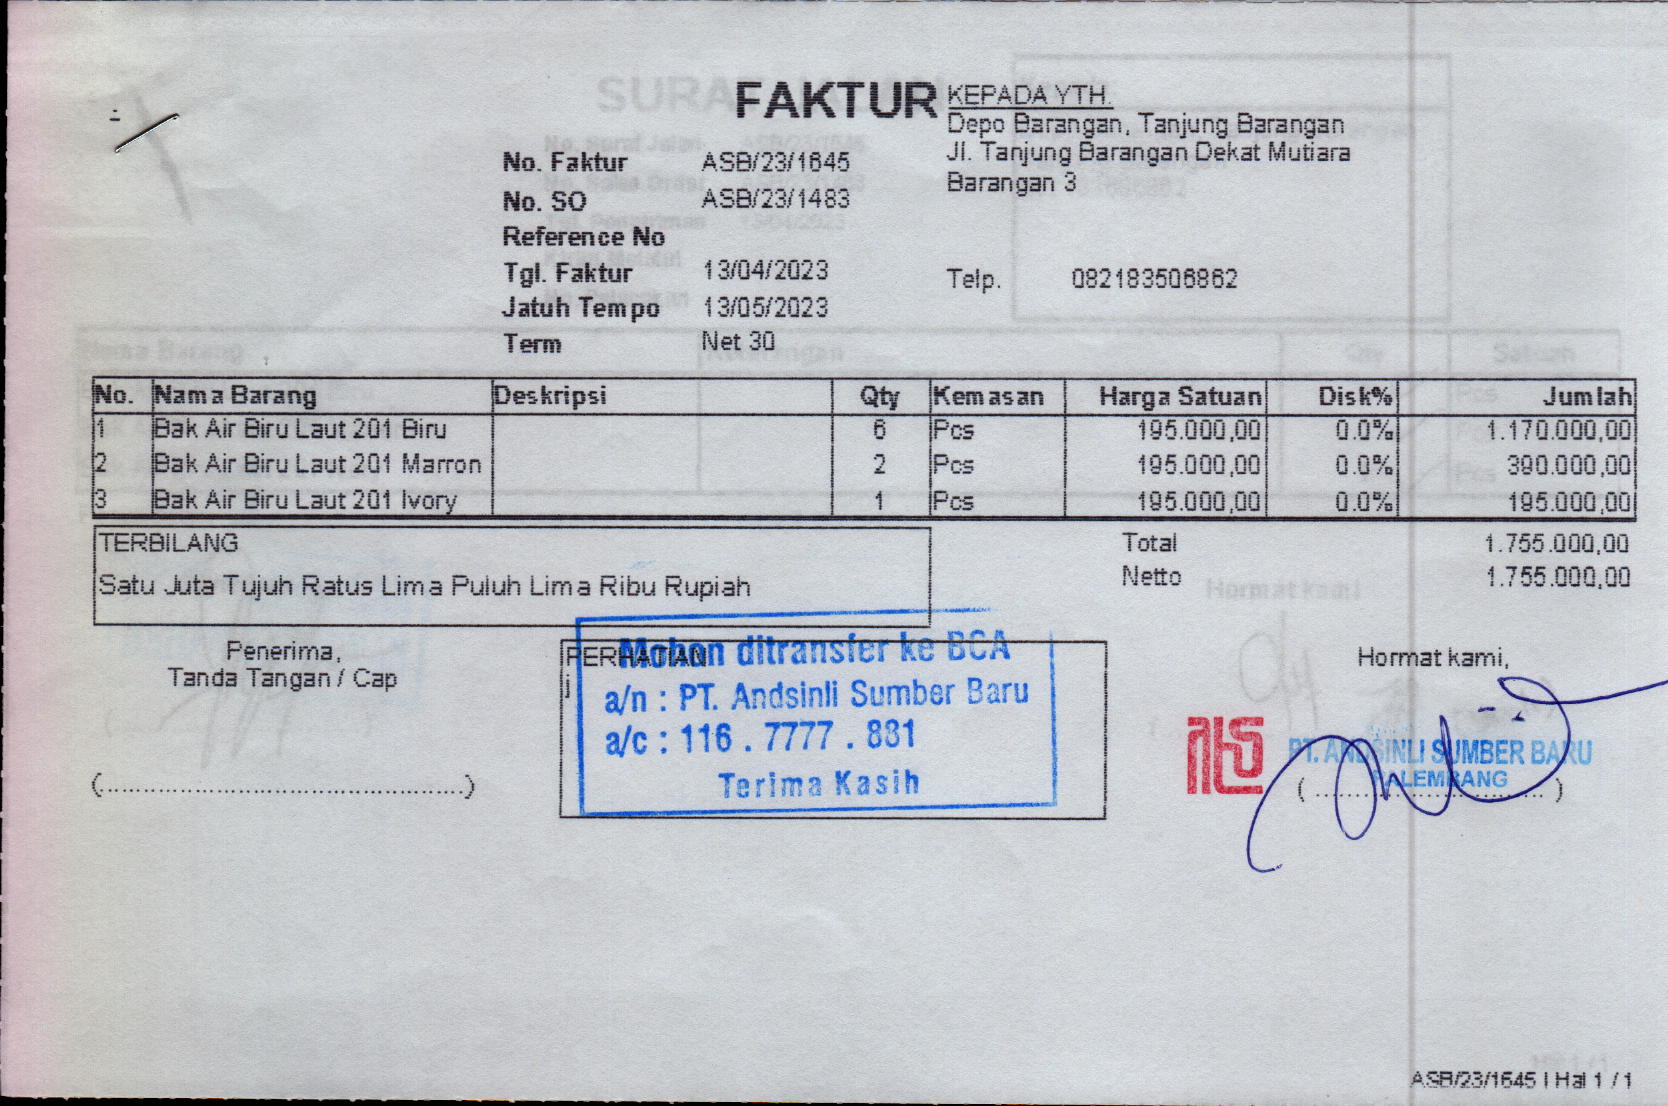 FAKTUR
No. Faktur ASB/23/1645
No. SO ASB/23/1483
Reference No
Tgl. Faktur 13/04/2023
Jatuh Tempo 13/05/2023
Term Net 30
KEPADA YTH.
Depo Barangan, Tanjung Barangan
Jl. Tanjung Barangan Dekat Mutiara
Barangan 3
Telp. 082183506862
No. Nama Barang Deskripsi Qty Kemasan Harga Satuan Disk% Jumlah
1 Bak Air Biru Laut 201 Biru 6 Pcs 195.000,00 0.0% 1.170.000,00
2 Bak Air Biru Laut 201 Marron 2 Pcs 195.000,00 0.0% 390.000,00
3 Bak Air Biru Laut 201 Ivory 1 Pcs 195.000,00 0.0% 195.000,00
TERBILANG
Satu Juta Tujuh Ratus Lima Puluh Lima Ribu Rupiah
Total 1.755.000,00
Netto 1.755.000,00
Penerima,
Tanda Tangan / Cap
(...............................................)
PERHATIAN
j
Mohon ditransfer ke BCA
a/n : PT. Andsinli Sumber Baru
a/c : 116 . 7777 . 831
Terima Kasih
Hormat kami,
PT. ANDSINLI SUMBER BARU
PALEMBANG
ASB/23/1645 | Hal 1 / 1